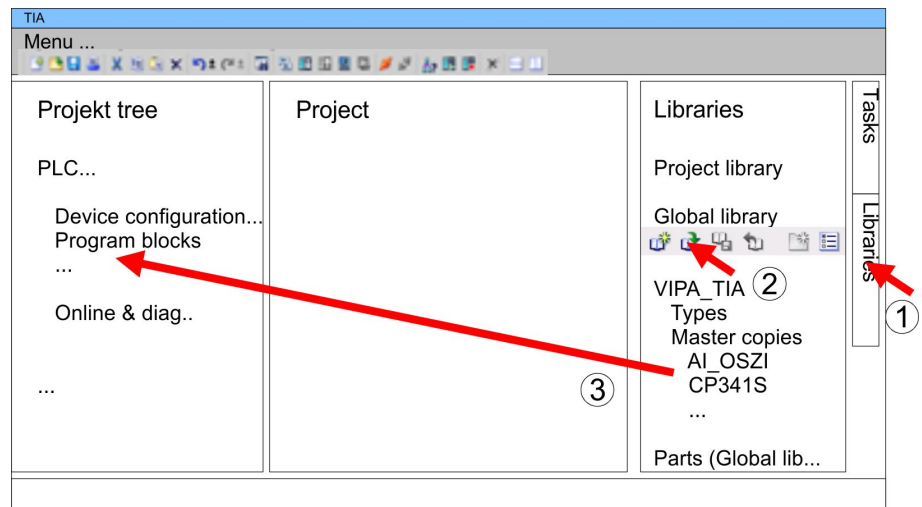 TIA
Menu ...
Projekt tree
PLC...
Device configuration...
Program blocks
...
Online & diag..
...
Project
③
Libraries
Project library
Global library
②
VIPA_TIA
Types
Master copies
AI_OSZI
CP341S
...
Parts (Global lib...
Tasks
Libraries
①